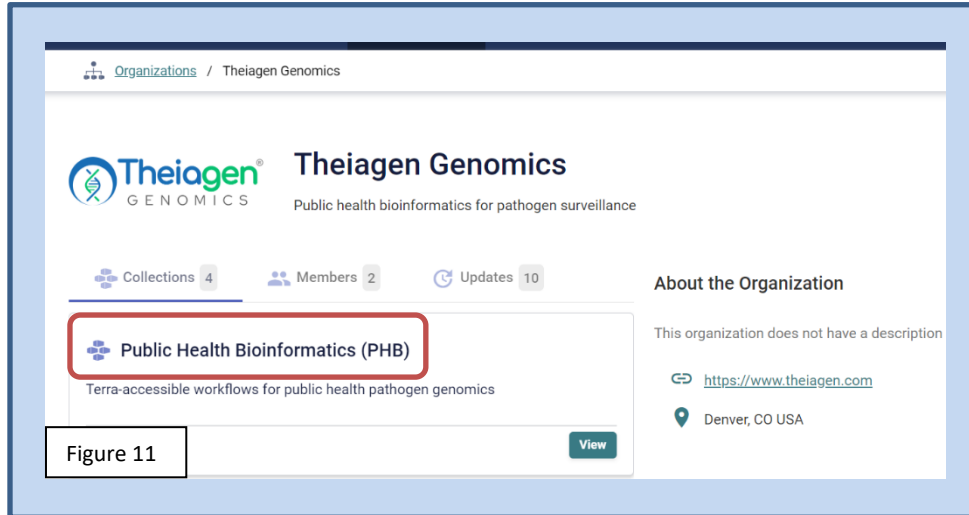 Organizations / Theiagen Genomics
Theiagen®
GENOMICS
Theiagen Genomics
Public health bioinformatics for pathogen surveillance
Collections 4
Members 2
Updates 10
Public Health Bioinformatics (PHB)
Terra-accessible workflows for public health pathogen genomics
View
About the Organization
This organization does not have a description
https://www.theiagen.com
Denver, CO USA
Figure 11